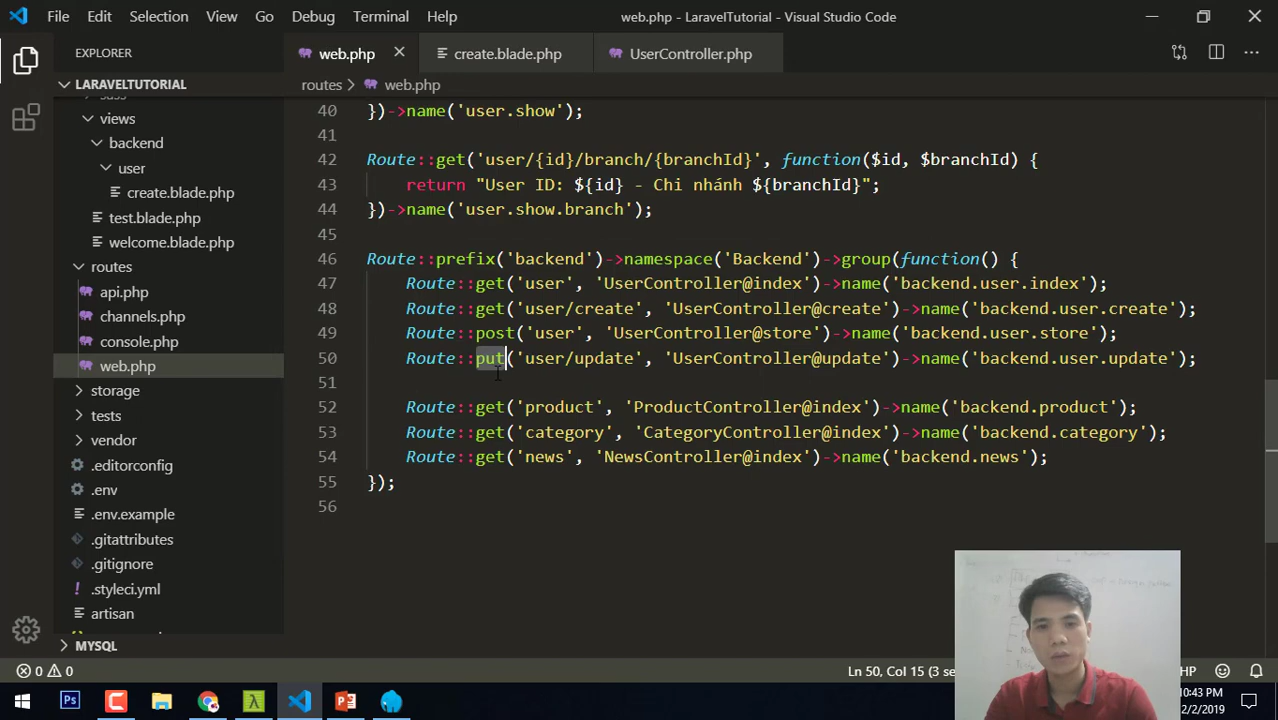 File Edit Selection View Go Debug Terminal Help
web.php - LaravelTutorial - Visual Studio Code
EXPLORER
web.php
create.blade.php
UserController.php
LARAVELTUTORIAL
routes > web.php
views
backend
user
create.blade.php
test.blade.php
welcome.blade.php
routes
api.php
channels.php
console.php
web.php
storage
tests
vendor
.editorconfig
.env
.env.example
.gitattributes
.gitignore
.styleci.yml
artisan
MYSQL
40 })->name('user.show');
41
42 Route::get('user/{id}/branch/{branchId}', function($id, $branchId) {
43 return "User ID: ${id} - Chi nhánh ${branchId}";
44 })->name('user.show.branch');
45
46 Route::prefix('backend')->namespace('Backend')->group(function() {
47 Route::get('user', 'UserController@index')->name('backend.user.index');
48 Route::get('user/create', 'UserController@create')->name('backend.user.create');
49 Route::post('user', 'UserController@store')->name('backend.user.store');
50 Route::put('user/update', 'UserController@update')->name('backend.user.update');
51
52 Route::get('product', 'ProductController@index')->name('backend.product');
53 Route::get('category', 'CategoryController@index')->name('backend.category');
54 Route::get('news', 'NewsController@index')->name('backend.news');
55 });
56
0 0
Ln 50, Col 15 (3 se
HP
Ps
10:43 PM
2/2/2019